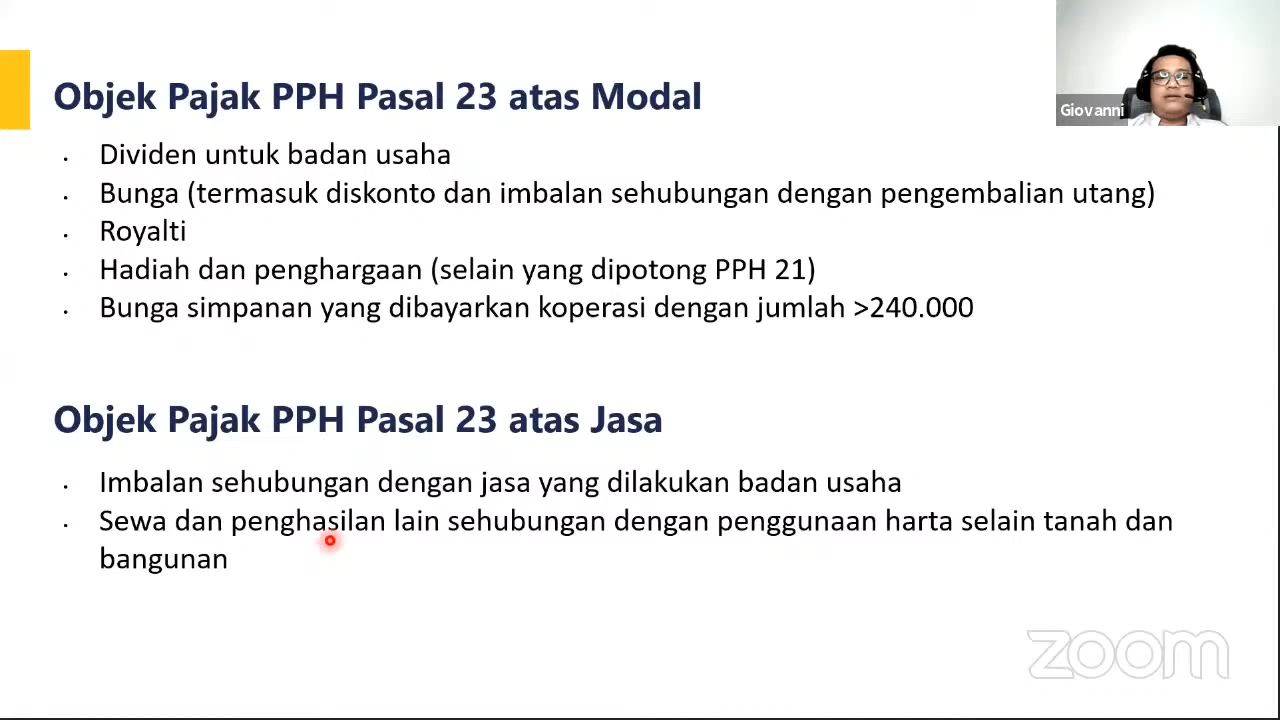 Objek Pajak PPH Pasal 23 atas Modal
Giovanni
• Dividen untuk badan usaha
• Bunga (termasuk diskonto dan imbalan sehubungan dengan pengembalian utang)
• Royalti
• Hadiah dan penghargaan (selain yang dipotong PPH 21)
• Bunga simpanan yang dibayarkan koperasi dengan jumlah >240.000
Objek Pajak PPH Pasal 23 atas Jasa
• Imbalan sehubungan dengan jasa yang dilakukan badan usaha
• Sewa dan penghasilan lain sehubungan dengan penggunaan harta selain tanah dan
bangunan
zoom